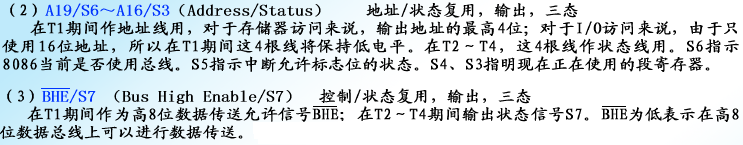 （2）A19/S6～A16/S3（Address/Status） 地址/状态复用，输出，三态
在T1期间作地址线用，对于存储器访问来说，输出地址的最高4位；对于I/O访问来说，由于只
使用16位地址，所以在T1期间这4根线将保持低电平。在T2～T4，这4根线作状态线用。S6指示
8086当前是否使用总线。S5指示中断允许标志位的状态。S4、S3指明现在正在使用的段寄存器。
（3）B̅H̅E̅/S7 （Bus High Enable/S7） 控制/状态复用，输出，三态
在T1期间作为高8位数据传送允许信号B̅H̅E̅；在T2～T4期间输出状态信号S7。B̅H̅E̅为低表示在高8
位数据总线上可以进行数据传送。